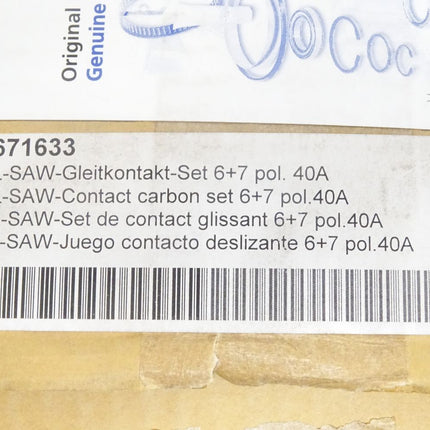 Original
Genuine
671633
-SAW-Gleitkontakt-Set 6+7 pol. 40A
-SAW-Contact carbon set 6+7 pol.40A
-SAW-Set de contact glissant 6+7 pol.40A
-SAW-Juego contacto deslizante 6+7 pol.40A